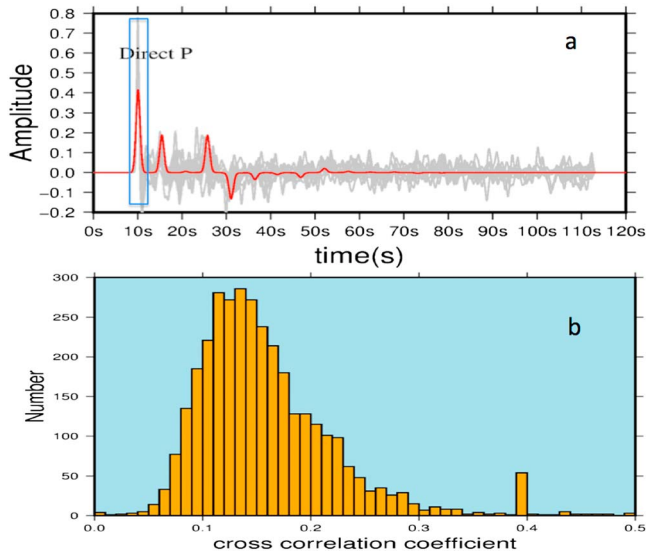 a
Direct P
Amplitude
0.8
0.7
0.6
0.5
0.4
0.3
0.2
0.1
0.0
−0.1
−0.2
0s 10s 20s 30s 40s 50s 60s 70s 80s 90s 100s 110s 120s
time(s)
b
Number
300
250
200
150
100
50
0
0.0 0.1 0.2 0.3 0.4 0.5
cross correlation coefficient